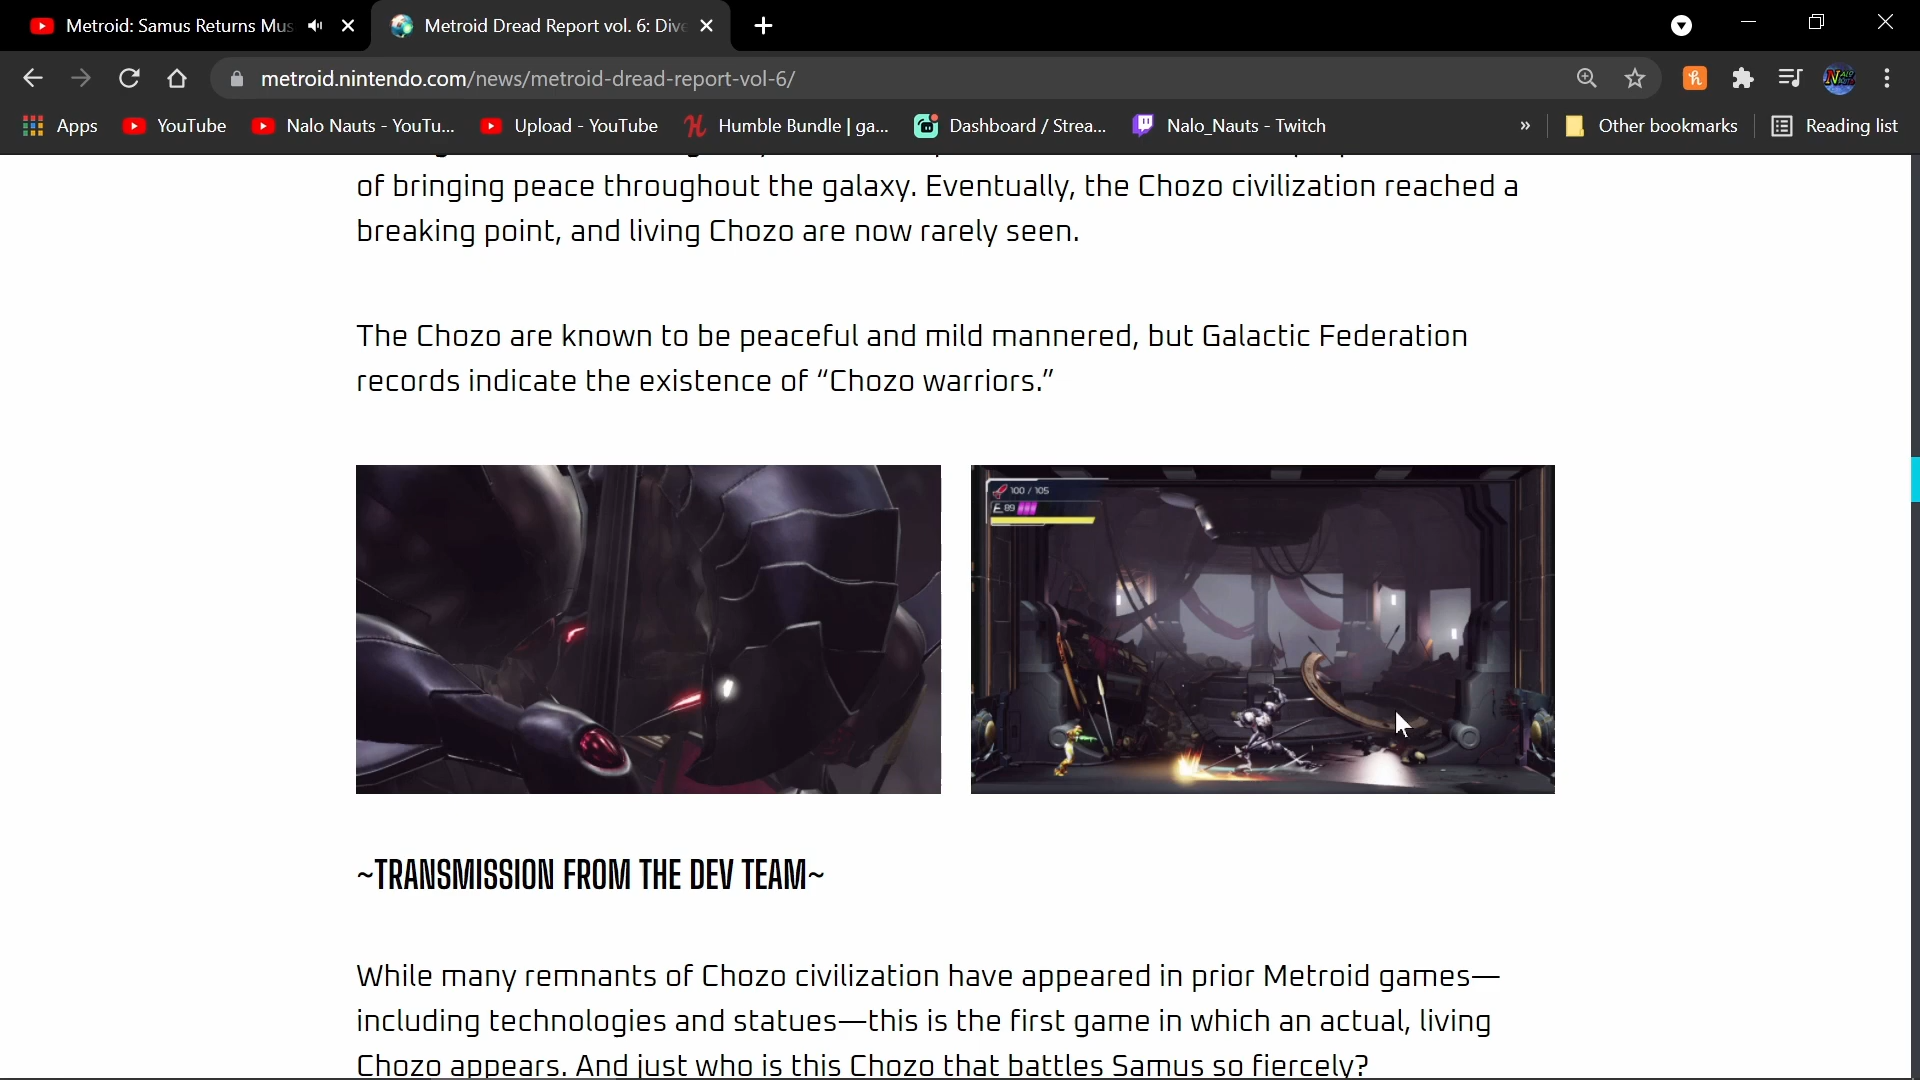 Metroid: Samus Returns Mus
Metroid Dread Report vol. 6: Dive
metroid.nintendo.com/news/metroid-dread-report-vol-6/
Apps
YouTube
Nalo Nauts - YouTu...
Upload - YouTube
Humble Bundle | ga...
Dashboard / Strea...
Nalo_Nauts - Twitch
»
Other bookmarks
Reading list
of bringing peace throughout the galaxy. Eventually, the Chozo civilization reached a
breaking point, and living Chozo are now rarely seen.
The Chozo are known to be peaceful and mild mannered, but Galactic Federation
records indicate the existence of “Chozo warriors.”
100 / 105
E 89
~TRANSMISSION FROM THE DEV TEAM~
While many remnants of Chozo civilization have appeared in prior Metroid games—
including technologies and statues—this is the first game in which an actual, living
Chozo appears. And just who is this Chozo that battles Samus so fiercely?